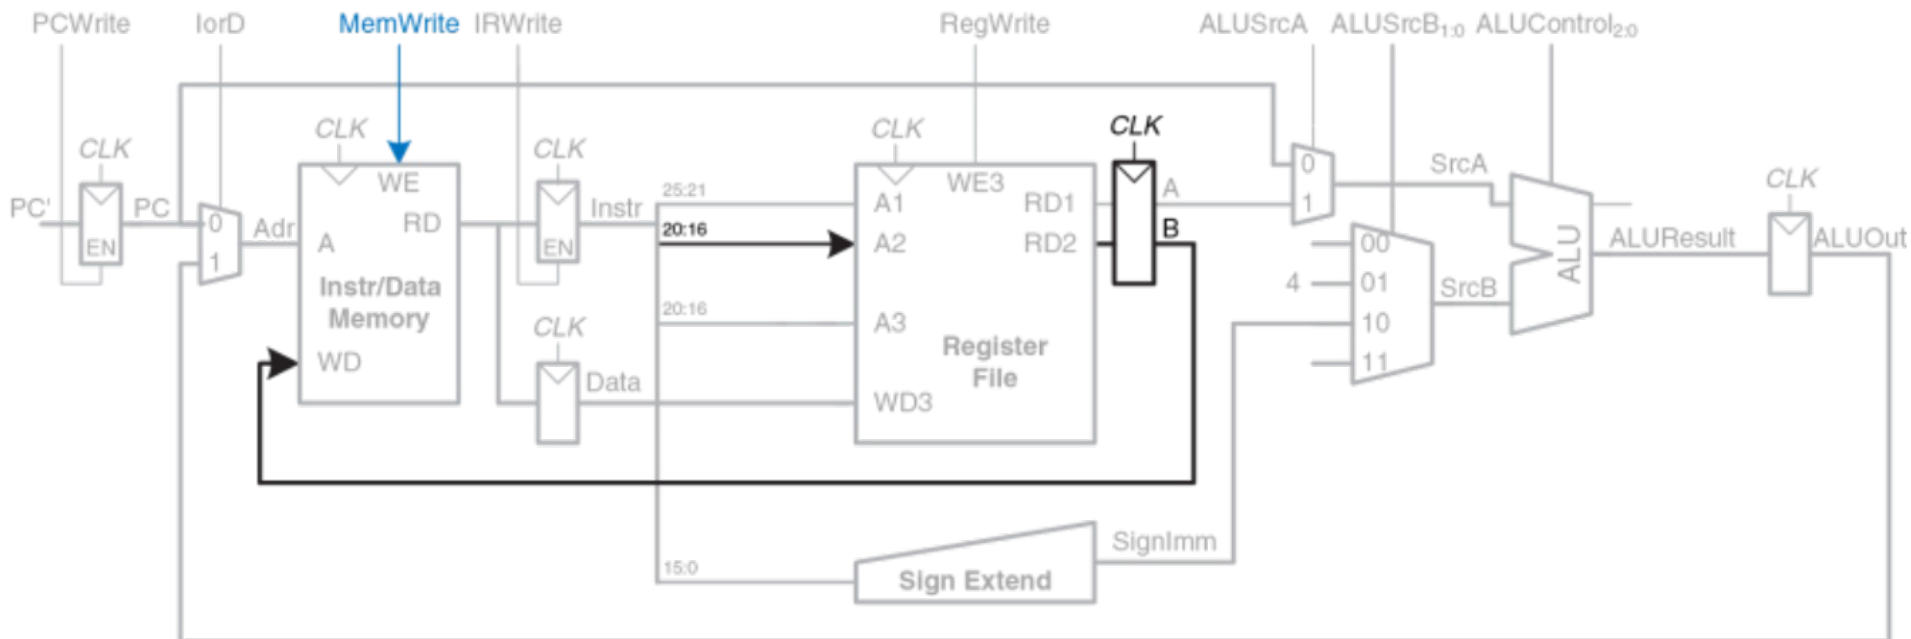 PCWrite IorD MemWrite IRWrite RegWrite ALUSrcA ALUSrcB1:0 ALUControl2:0
CLK CLK CLK CLK CLK CLK
PC' EN PC 0 1 Adr
WE A RD WD
Instr/Data
Memory
EN Instr
CLK Data
25:21
20:16
20:16
15:0
A1 A2 A3 WD3 WE3 RD1 RD2
Register
File
A
B
0 1 SrcA
4 00 01 10 11 SrcB
ALU ALUResult CLK ALUOut
SignImm
Sign Extend